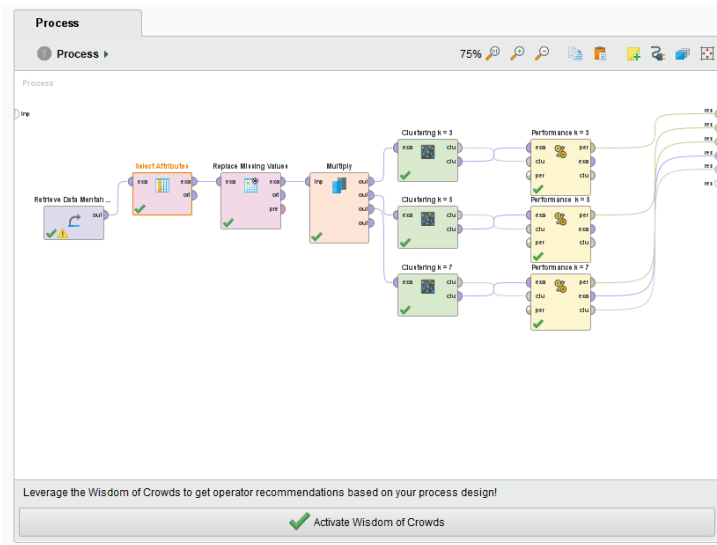 Process
Process
75%
Process
inp
res
res
res
res
res
res
Clustering k = 3
Performance k = 3
exa
clu
clu
exa
clu
per
per
exa
clu
Select Attributes
Replace Missing Values
Multiply
exa
exa
ori
exa
exa
ori
pre
inp
out
out
out
out
Retrieve Data Mentah ...
out
Clustering k = 5
Performance k = 5
exa
clu
clu
exa
clu
per
per
exa
clu
Clustering k = 7
Performance k = 7
exa
clu
clu
exa
clu
per
per
exa
clu
Leverage the Wisdom of Crowds to get operator recommendations based on your process design!
Activate Wisdom of Crowds